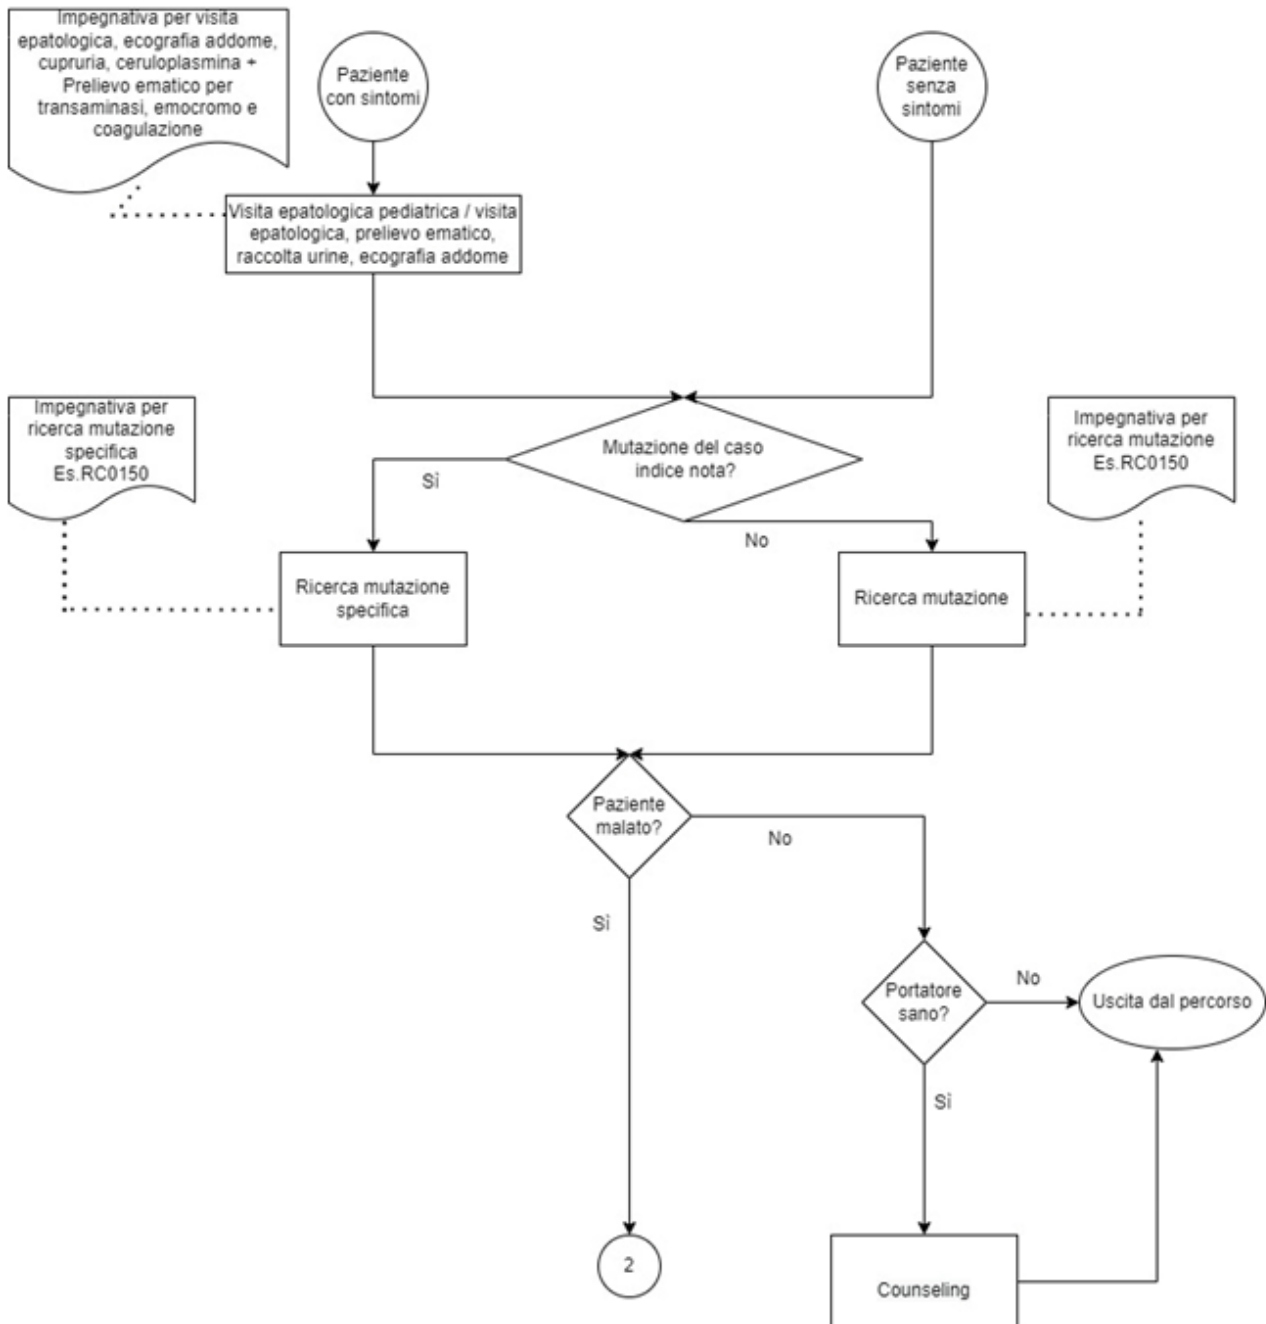 Impegnativa per visita
epatologica, ecografia addome,
cupruria, ceruloplasmina +
Prelievo ematico per
transaminasi, emocromo e
coagulazione
Paziente
con sintomi
Paziente
senza
sintomi
Visita epatologica pediatrica / visita
epatologica, prelievo ematico,
raccolta urine, ecografia addome
Impegnativa per
ricerca mutazione
specifica
Es.RC0150
Mutazione del caso
indice nota?
Impegnativa per
ricerca mutazione
Es.RC0150
Sì
No
Ricerca mutazione
specifica
Ricerca mutazione
Paziente
malato?
No
Sì
Portatore
sano?
No
Uscita dal percorso
Sì
2
Counseling